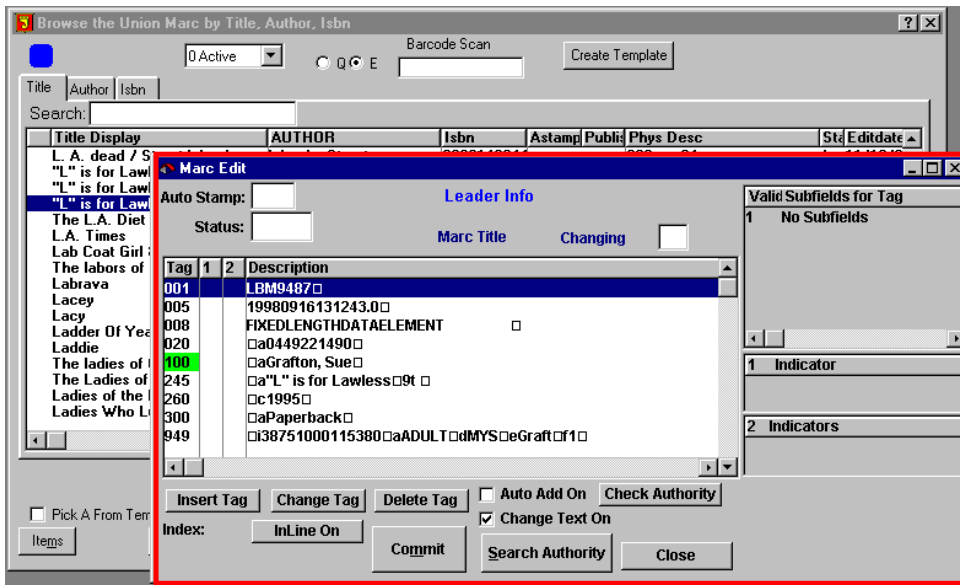 Browse the Union Marc by Title, Author, Isbn
0 Active
Q E
Barcode Scan
Create Template
Title Author Isbn
Search:
Title Display AUTHOR Isbn Astamp Publis Phys Desc Sta Editdate
L. A. dead /
"L" is for Lawl
"L" is for Lawl
"L" is for Lawl
The L.A. Diet
L.A. Times
Lab Coat Girl
The labors of
Labrava
Lacey
Lacy
Ladder Of Yea
Laddie
The ladies of
The Ladies of
Ladies of the
Ladies Who L
Pick A From Tem
Items
Marc Edit
Auto Stamp:
Leader Info
Status:
Marc Title Changing
Tag 1 2 Description
001 LBM9487□
005 19980916131243.0□
008 FIXEDLENGTHDATAELEMENT □
020 □a0449221490□
100 □aGrafton, Sue□
245 □a"L" is for Lawless□9t □
260 □c1995□
300 □aPaperback□
949 □i38751000115380□aADULT□dMYS□eGraft□f1□
Valid Subfields for Tag
1 No Subfields
1 Indicator
2 Indicators
Insert Tag Change Tag Delete Tag Auto Add On Check Authority
Change Text On
Index: InLine On Commit Search Authority Close